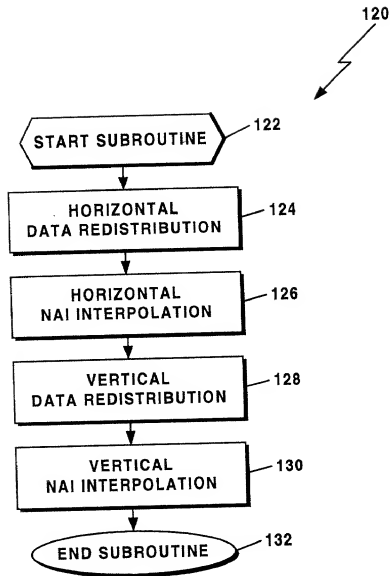 120
START SUBROUTINE 122
HORIZONTAL
DATA REDISTRIBUTION 124
HORIZONTAL
NAI INTERPOLATION 126
VERTICAL
DATA REDISTRIBUTION 128
VERTICAL
NAI INTERPOLATION 130
END SUBROUTINE 132